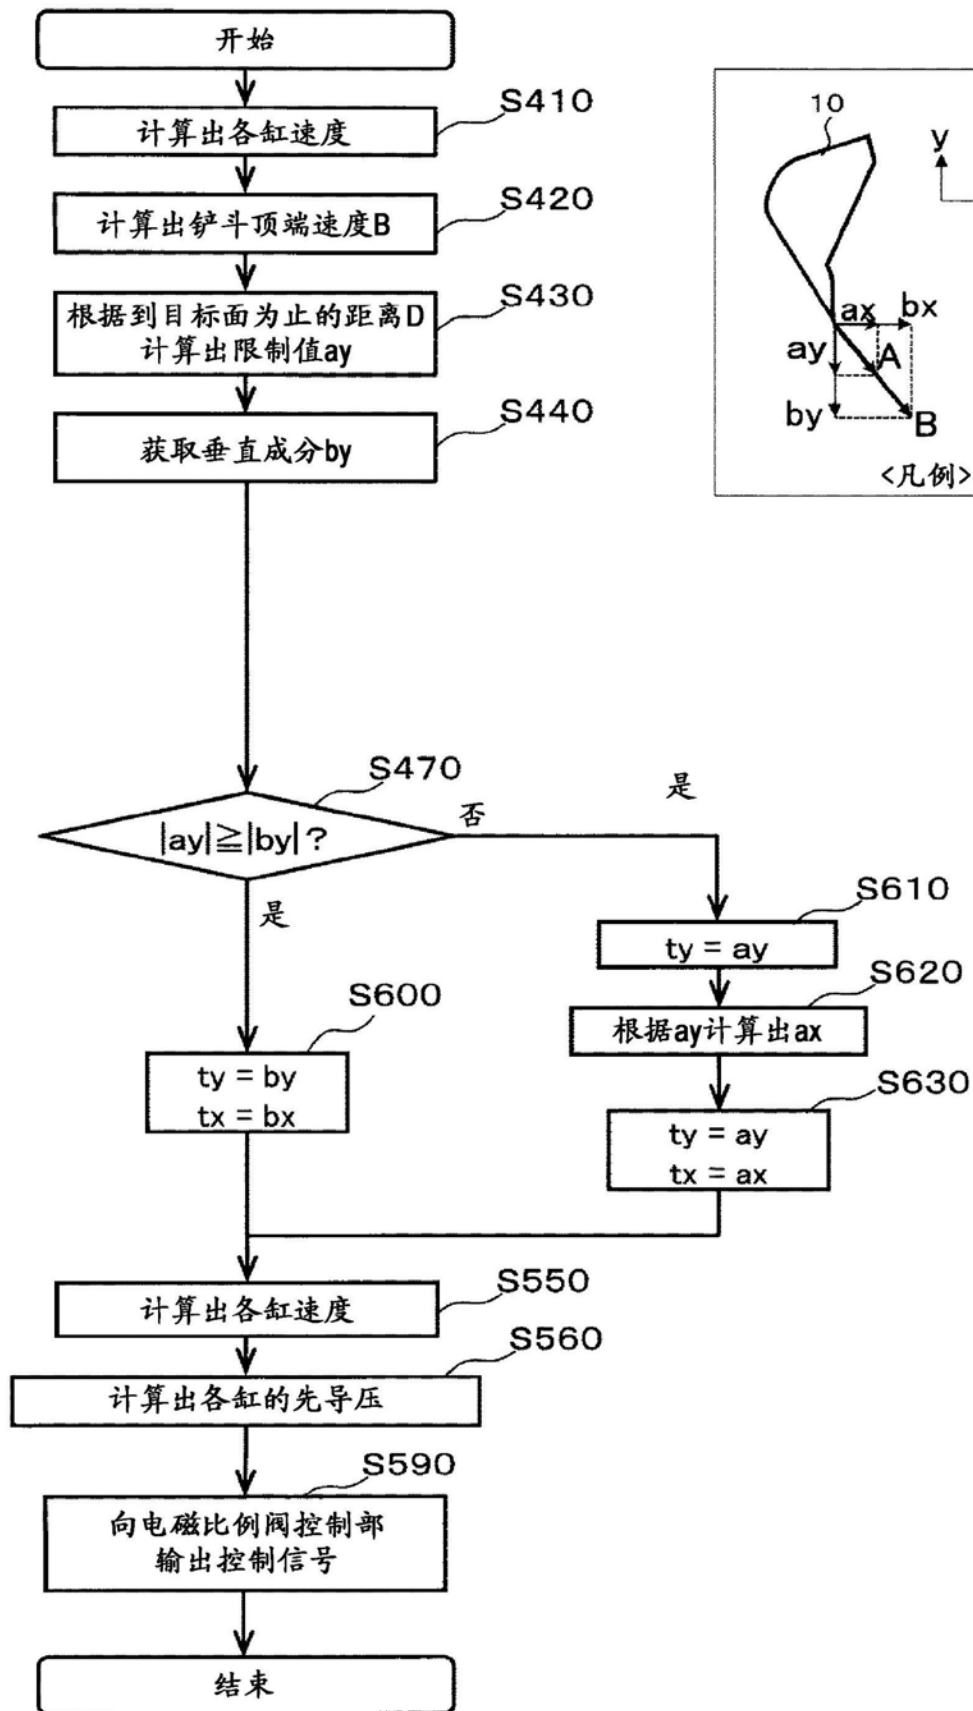 开始
S410
计算出各缸速度
S420
计算出铲斗顶端速度B
S430
根据到目标面为止的距离D
计算出限制值ay
S440
获取垂直成分by
10
y
ax
bx
ay
A
by
B
<凡例>
S470
|ay|≧|by|?
否
是
是
S610
ty = ay
S620
根据ay计算出ax
S600
ty = by
tx = bx
S630
ty = ay
tx = ax
S550
计算出各缸速度
S560
计算出各缸的先导压
S590
向电磁比例阀控制部
输出控制信号
结束